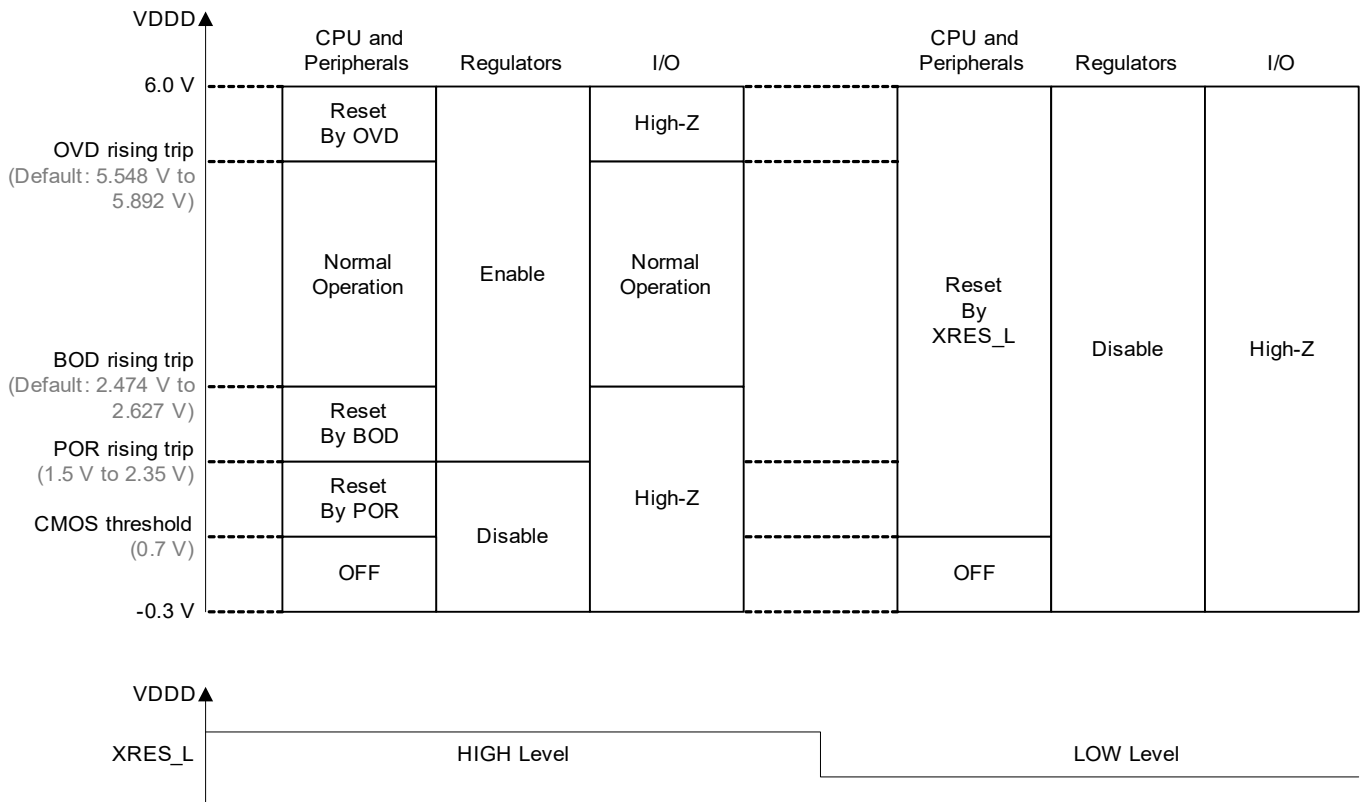 VDDD
CPU and
Peripherals
Regulators
I/O
CPU and
Peripherals
Regulators
I/O
6.0 V
Reset
By OVD
High-Z
OVD rising trip
(Default: 5.548 V to
5.892 V)
Normal
Operation
Enable
Normal
Operation
Reset
By
XRES_L
Disable
High-Z
BOD rising trip
(Default: 2.474 V to
2.627 V)
Reset
By BOD
POR rising trip
(1.5 V to 2.35 V)
Reset
By POR
High-Z
CMOS threshold
(0.7 V)
Disable
OFF
OFF
-0.3 V
VDDD
XRES_L
HIGH Level
LOW Level